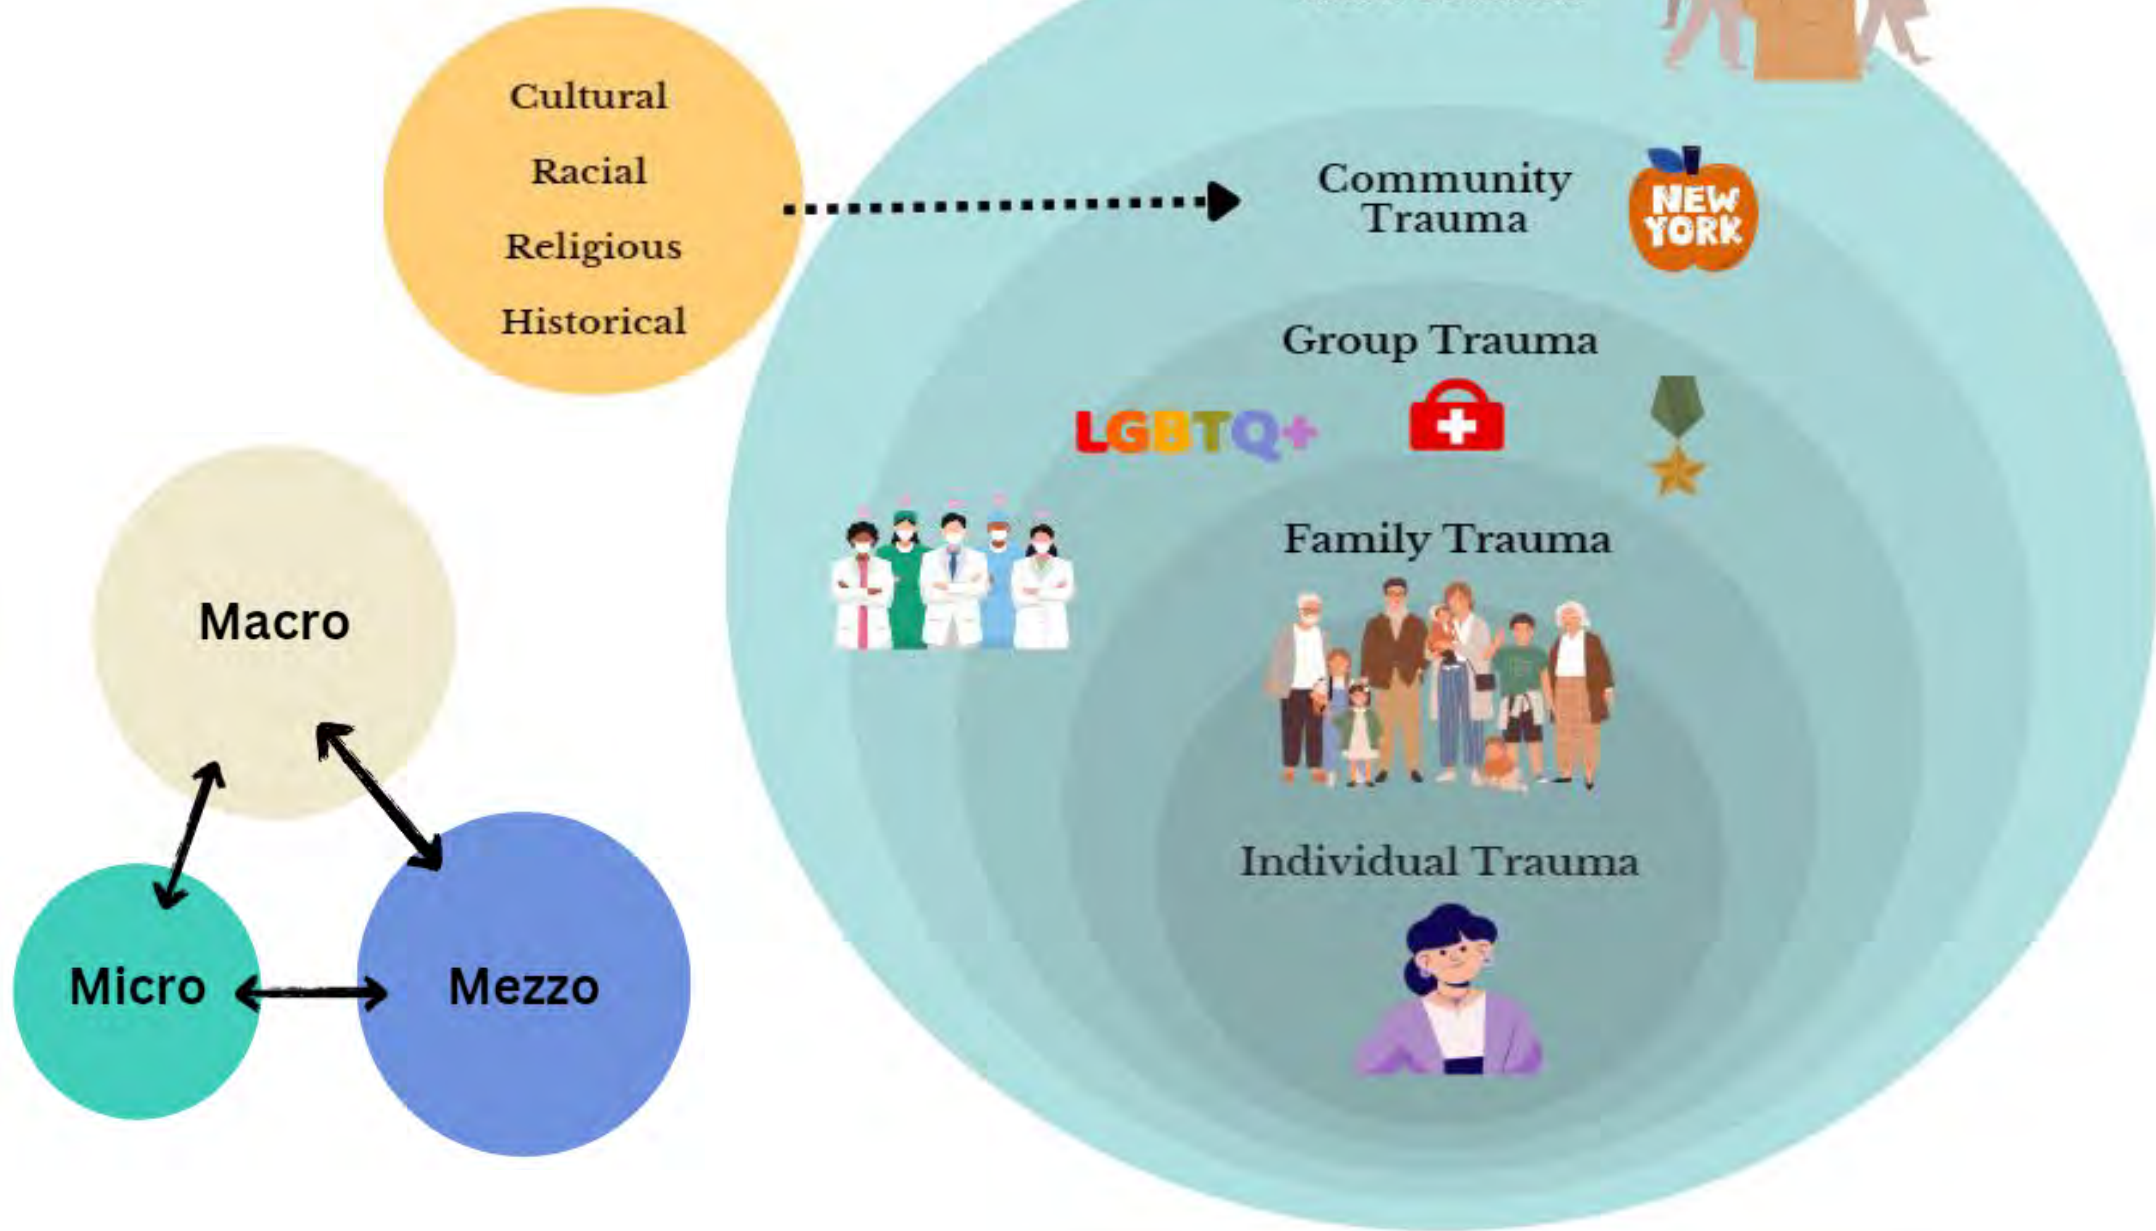 Cultural
Racial
Religious
Historical
Community
Trauma
NEW
YORK
Group Trauma
LGBTQ+
Family Trauma
Individual Trauma
Macro
Micro
Mezzo